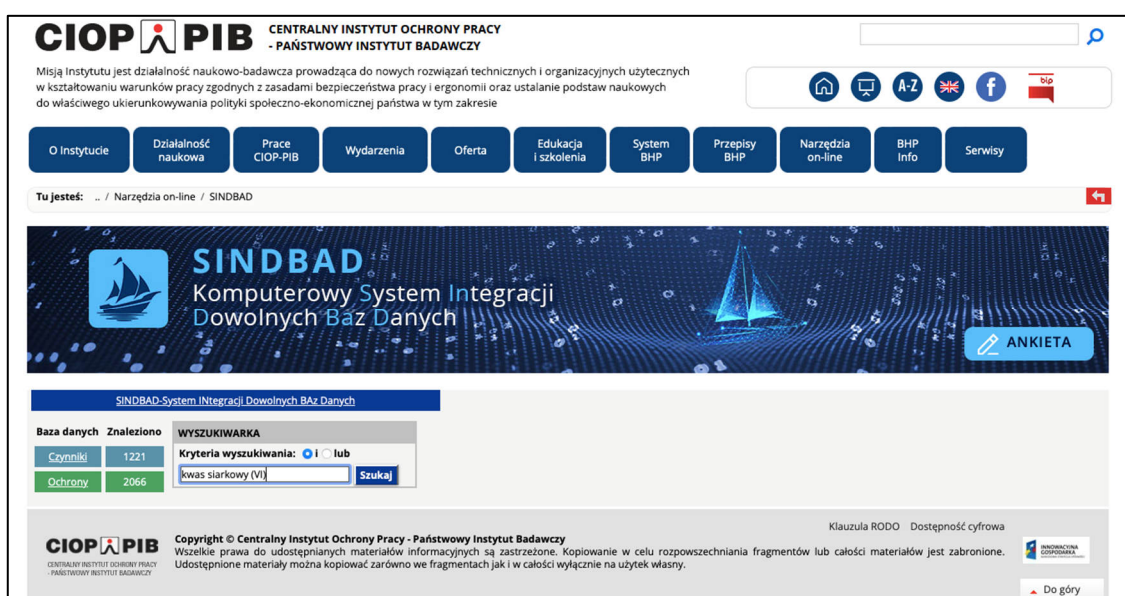 CIOP PIB
CENTRALNY INSTYTUT OCHRONY PRACY
- PAŃSTWOWY INSTYTUT BADAWCZY
Misją Instytutu jest działalność naukowo-badawcza prowadząca do nowych rozwiązań technicznych i organizacyjnych użytecznych
w kształtowaniu warunków pracy zgodnych z zasadami bezpieczeństwa pracy i ergonomii oraz ustalanie podstaw naukowych
do właściwego ukierunkowywania polityki społeczno-ekonomicznej państwa w tym zakresie
A-Z
f
bip
O Instytucie
Działalność
naukowa
Prace
CIOP-PIB
Wydarzenia
Oferta
Edukacja
i szkolenia
System
BHP
Przepisy
BHP
Narzędzia
on-line
BHP
Info
Serwisy
Tu jesteś: .. / Narzędzia on-line / SINDBAD
SINDBAD
Komputerowy System Integracji
Dowolnych Baz Danych
ANKIETA
SINDBAD-System INtegracji Dowolnych BAz Danych
Baza danych Znaleziono
Czynniki 1221
Ochrony 2066
WYSZUKIWARKA
Kryteria wyszukiwania: i lub
kwas siarkowy (VI) Szukaj
Klauzula RODO Dostępność cyfrowa
CIOP PIB
CENTRALNY INSTYTUT OCHRONY PRACY
- PAŃSTWOWY INSTYTUT BADAWCZY
Copyright © Centralny Instytut Ochrony Pracy - Państwowy Instytut Badawczy
Wszelkie prawa do udostępnianych materiałów informacyjnych są zastrzeżone. Kopiowanie w celu rozpowszechniania fragmentów lub całości materiałów jest zabronione.
Udostępnione materiały można kopiować zarówno we fragmentach jak i w całości wyłącznie na użytek własny.
INNOWACYJNA
GOSPODARKA
Do góry